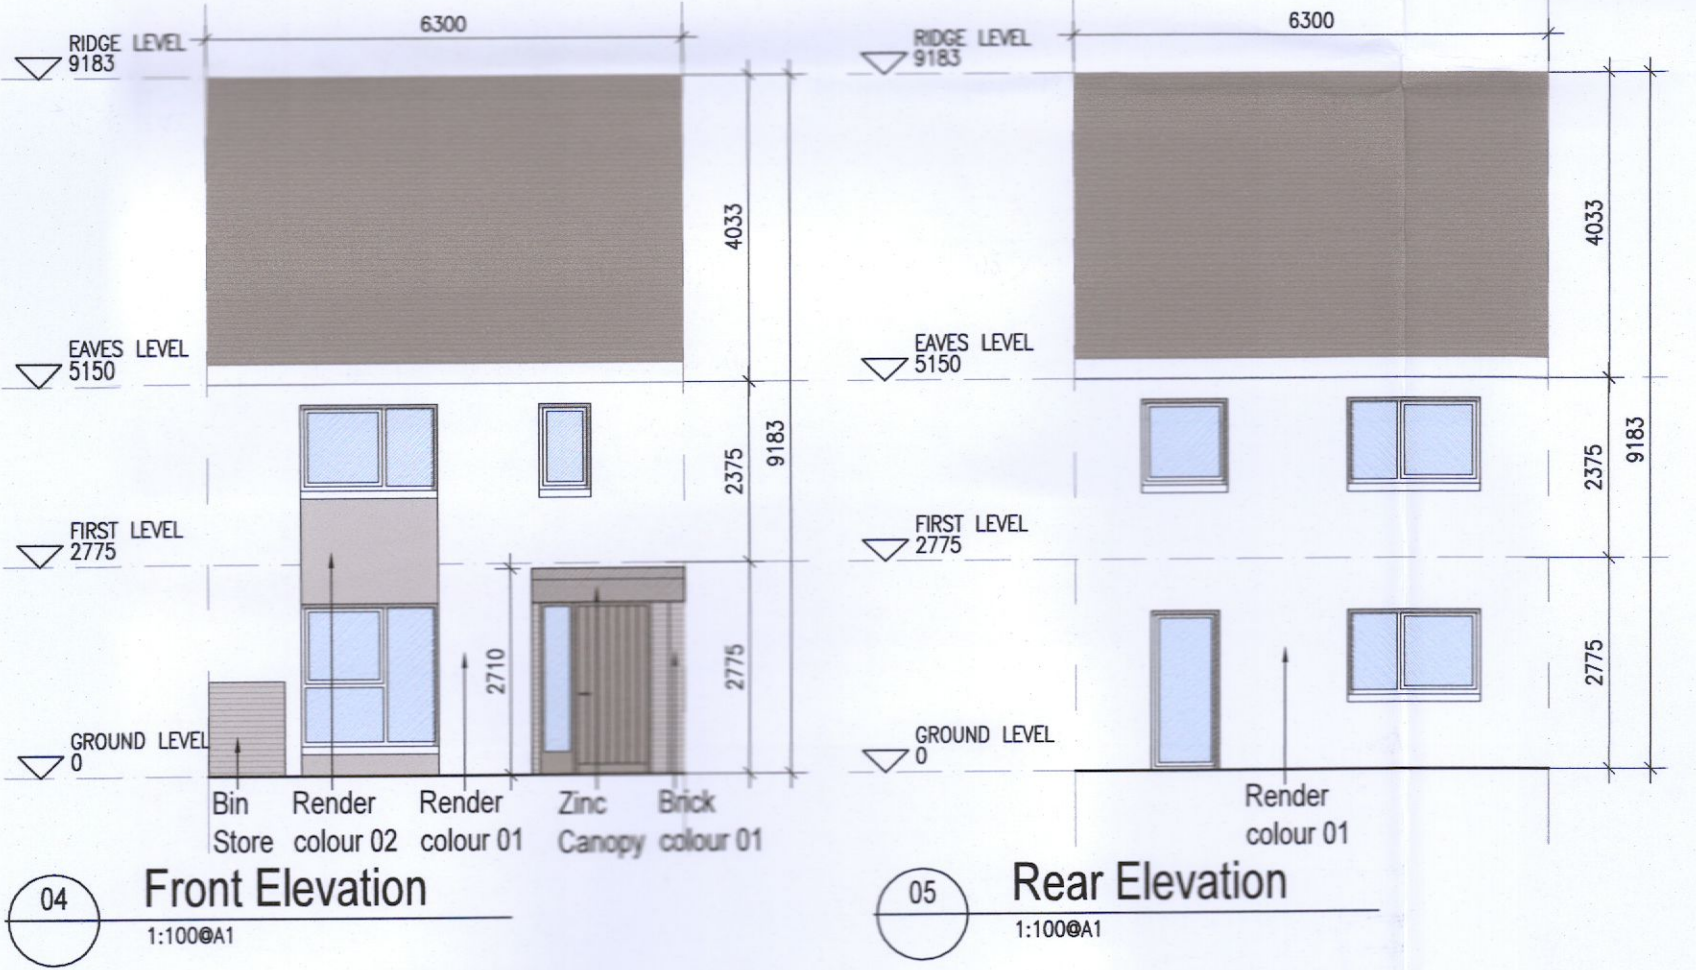 6300
RIDGE LEVEL
9183
4033
EAVES LEVEL
5150
2375
9183
FIRST LEVEL
2775
2710
2775
GROUND LEVEL
0
Bin
Store
Render
colour 02
Render
colour 01
Zinc
Canopy
Brick
colour 01
04
Front Elevation
1:100@A1
6300
RIDGE LEVEL
9183
4033
EAVES LEVEL
5150
2375
9183
FIRST LEVEL
2775
2775
GROUND LEVEL
0
Render
colour 01
05
Rear Elevation
1:100@A1